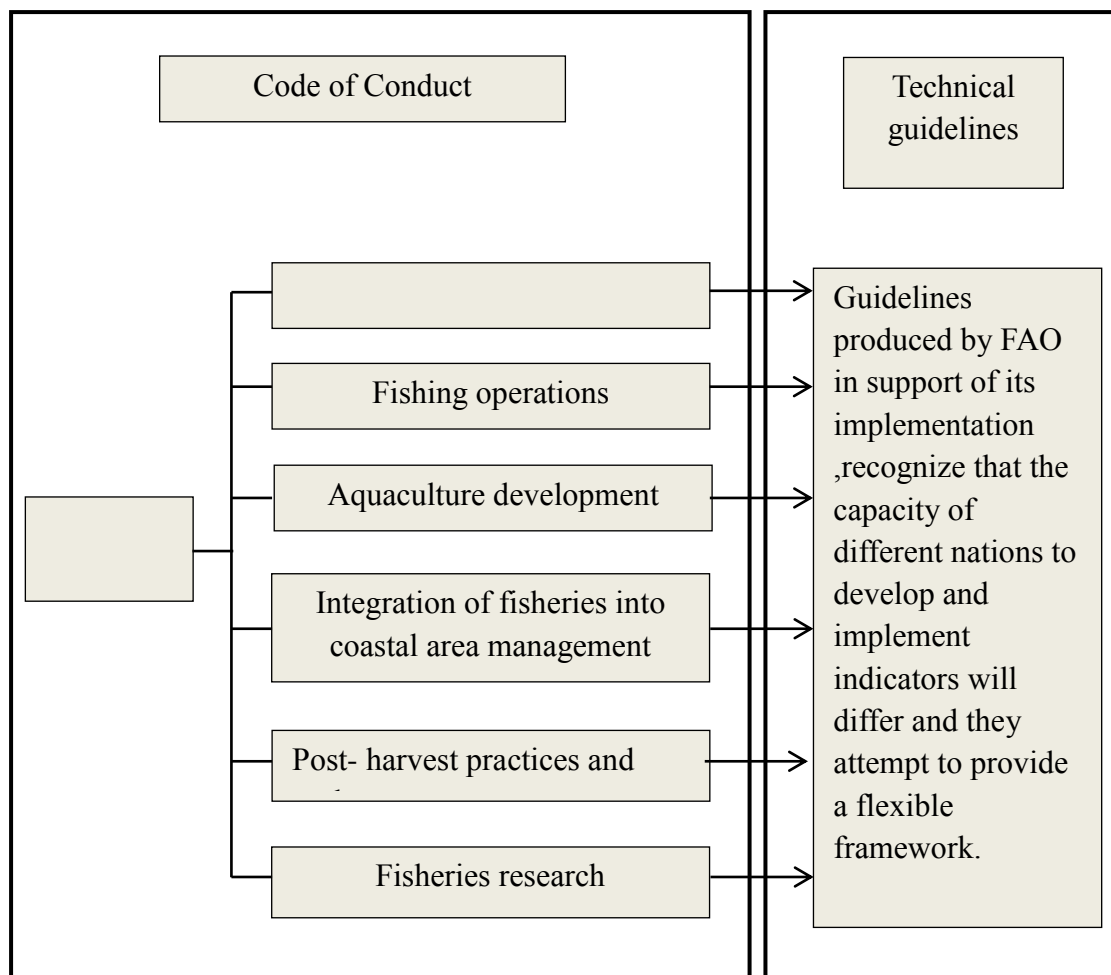 Code of Conduct
Technical
guidelines
Fishing operations
Aquaculture development
Integration of fisheries into
coastal area management
Post- harvest practices and
Fisheries research
Guidelines
produced by FAO
in support of its
implementation
,recognize that the
capacity of
different nations to
develop and
implement
indicators will
differ and they
attempt to provide
a flexible
framework.